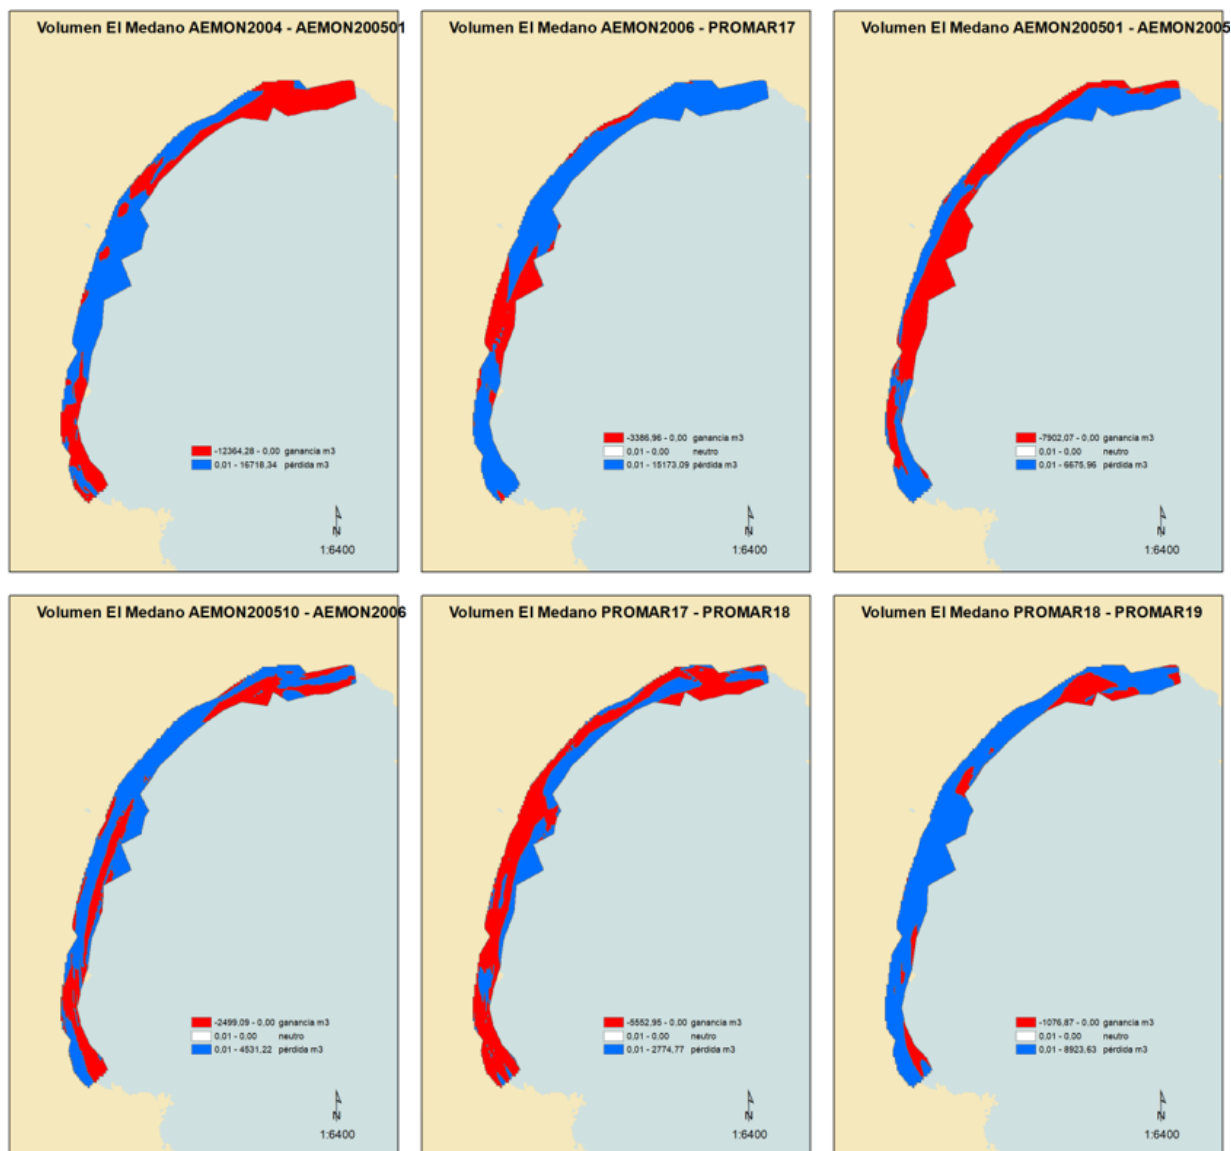 Volumen El Medano AEMON2004 - AEMON200501
-12364,28 - 0,00 ganancia m3
0,01 - 16718,34 pérdida m3
N
1:6400
Volumen El Medano AEMON2006 - PROMAR17
-3386,96 - 0,00 ganancia m3
0,01 - 0,00 neutro
0,01 - 15173,09 pérdida m3
N
1:6400
Volumen El Medano AEMON200501 - AEMON2005
-7902,07 - 0,00 ganancia m3
0,01 - 0,00 neutro
0,01 - 6675,96 pérdida m3
N
1:6400
Volumen El Medano AEMON200510 - AEMON2006
-2499,09 - 0,00 ganancia m3
0,01 - 0,00 neutro
0,01 - 4531,22 pérdida m3
N
1:6400
Volumen El Medano PROMAR17 - PROMAR18
-5552,95 - 0,00 ganancia m3
0,01 - 0,00 neutro
0,01 - 2774,77 pérdida m3
N
1:6400
Volumen El Medano PROMAR18 - PROMAR19
-1076,87 - 0,00 ganancia m3
0,01 - 0,00 neutro
0,01 - 8923,63 pérdida m3
N
1:6400